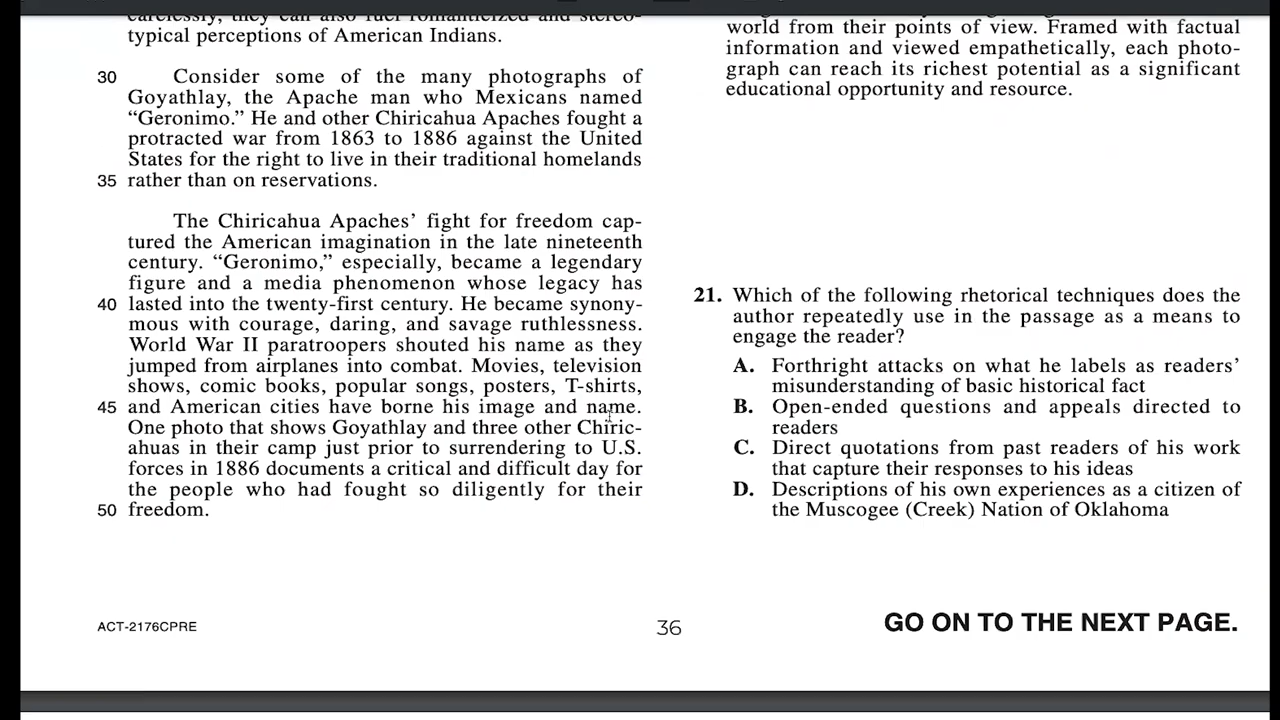 carelessly, they can also fuel romanticized and stereo-
typical perceptions of American Indians.
30 Consider some of the many photographs of
Goyathlay, the Apache man who Mexicans named
“Geronimo.” He and other Chiricahua Apaches fought a
protracted war from 1863 to 1886 against the United
States for the right to live in their traditional homelands
35 rather than on reservations.
The Chiricahua Apaches’ fight for freedom cap-
tured the American imagination in the late nineteenth
century. “Geronimo,” especially, became a legendary
figure and a media phenomenon whose legacy has
40 lasted into the twenty-first century. He became synony-
mous with courage, daring, and savage ruthlessness.
World War II paratroopers shouted his name as they
jumped from airplanes into combat. Movies, television
shows, comic books, popular songs, posters, T-shirts,
45 and American cities have borne his image and name.
One photo that shows Goyathlay and three other Chiric-
ahuas in their camp just prior to surrendering to U.S.
forces in 1886 documents a critical and difficult day for
the people who had fought so diligently for their
50 freedom.
world from their points of view. Framed with factual
information and viewed empathetically, each photo-
graph can reach its richest potential as a significant
educational opportunity and resource.
21. Which of the following rhetorical techniques does the
author repeatedly use in the passage as a means to
engage the reader?
A. Forthright attacks on what he labels as readers’
misunderstanding of basic historical fact
B. Open-ended questions and appeals directed to
readers
C. Direct quotations from past readers of his work
that capture their responses to his ideas
D. Descriptions of his own experiences as a citizen of
the Muscogee (Creek) Nation of Oklahoma
ACT-2176CPRE
36
GO ON TO THE NEXT PAGE.